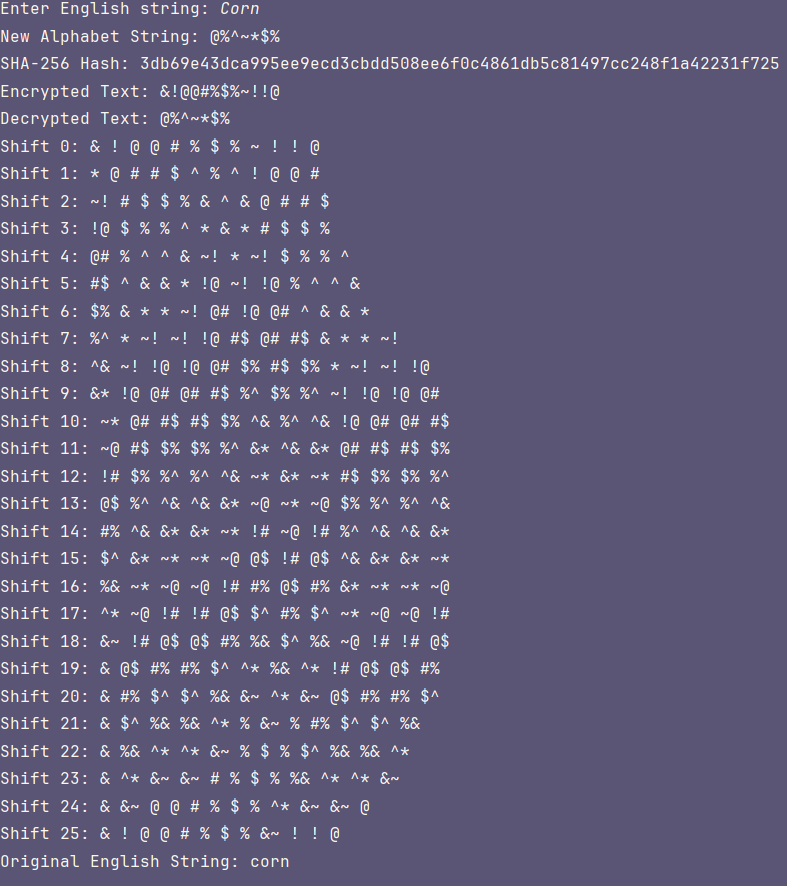 Enter English string: Corn
New Alphabet String: @%^~*$%
SHA-256 Hash: 3db69e43dca995ee9ecd3cbdd508ee6f0c4861db5c81497cc248f1a42231f725
Encrypted Text: &!@@#%$%~!!@
Decrypted Text: @%^~*$%
Shift 0: & ! @ @ # % $ % ~ ! ! @
Shift 1: * @ # # $ ^ % ^ ! @ @ #
Shift 2: ~! # $ $ % & ^ & @ # # $
Shift 3: !@ $ % % ^ * & * # $ $ %
Shift 4: @# % ^ ^ & ~! * ~! $ % % ^
Shift 5: #$ ^ & & * !@ ~! !@ % ^ ^ &
Shift 6: $% & * * ~! @# !@ @# ^ & & *
Shift 7: %^ * ~! ~! !@ #$ @# #$ & * * ~!
Shift 8: ^& ~! !@ !@ @# $% #$ $% * ~! ~! !@
Shift 9: &* !@ @# @# #$ %^ $% %^ ~! !@ !@ @#
Shift 10: ~* @# #$ #$ $% ^& %^ ^& !@ @# @# #$
Shift 11: ~@ #$ $% $% %^ &* ^& &* @# #$ #$ $%
Shift 12: !# $% %^ %^ ^& ~* &* ~* #$ $% $% %^
Shift 13: @$ %^ ^& ^& &* ~@ ~* ~@ $% %^ %^ ^&
Shift 14: #% ^& &* &* ~* !# ~@ !# %^ ^& ^& &*
Shift 15: $^ &* ~* ~* ~@ @$ !# @$ ^& &* &* ~*
Shift 16: %& ~* ~@ ~@ !# #% @$ #% &* ~* ~* ~@
Shift 17: ^* ~@ !# !# @$ $^ #% $^ ~* ~@ ~@ !#
Shift 18: &~ !# @$ @$ #% %& $^ %& ~@ !# !# @$
Shift 19: & @$ #% #% $^ ^* %& ^* !# @$ @$ #%
Shift 20: & #% $^ $^ %& &~ ^* &~ @$ #% #% $^
Shift 21: & $^ %& %& ^* % &~ % #% $^ $^ %&
Shift 22: & %& ^* ^* &~ % $ % $^ %& %& ^*
Shift 23: & ^* &~ &~ # % $ % %& ^* ^* &~
Shift 24: & &~ @ @ # % $ % ^* &~ &~ @
Shift 25: & ! @ @ # % $ % &~ ! ! @
Original English String: corn